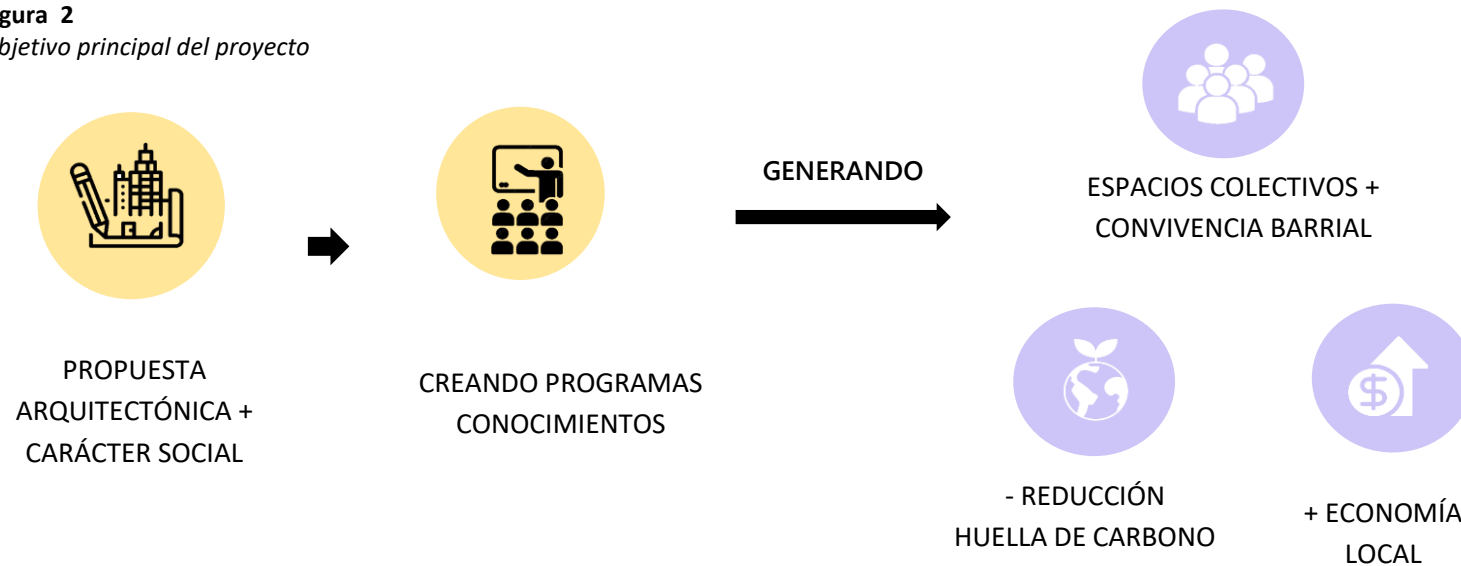 gura 2
bjetivo principal del proyecto
GENERANDO
ESPACIOS COLECTIVOS +
CONVIVENCIA BARRIAL
PROPUESTA
ARQUITECTÓNICA +
CARÁCTER SOCIAL
CREANDO PROGRAMAS
CONOCIMIENTOS
- REDUCCIÓN
HUELLA DE CARBONO
+ ECONOMÍA
LOCAL